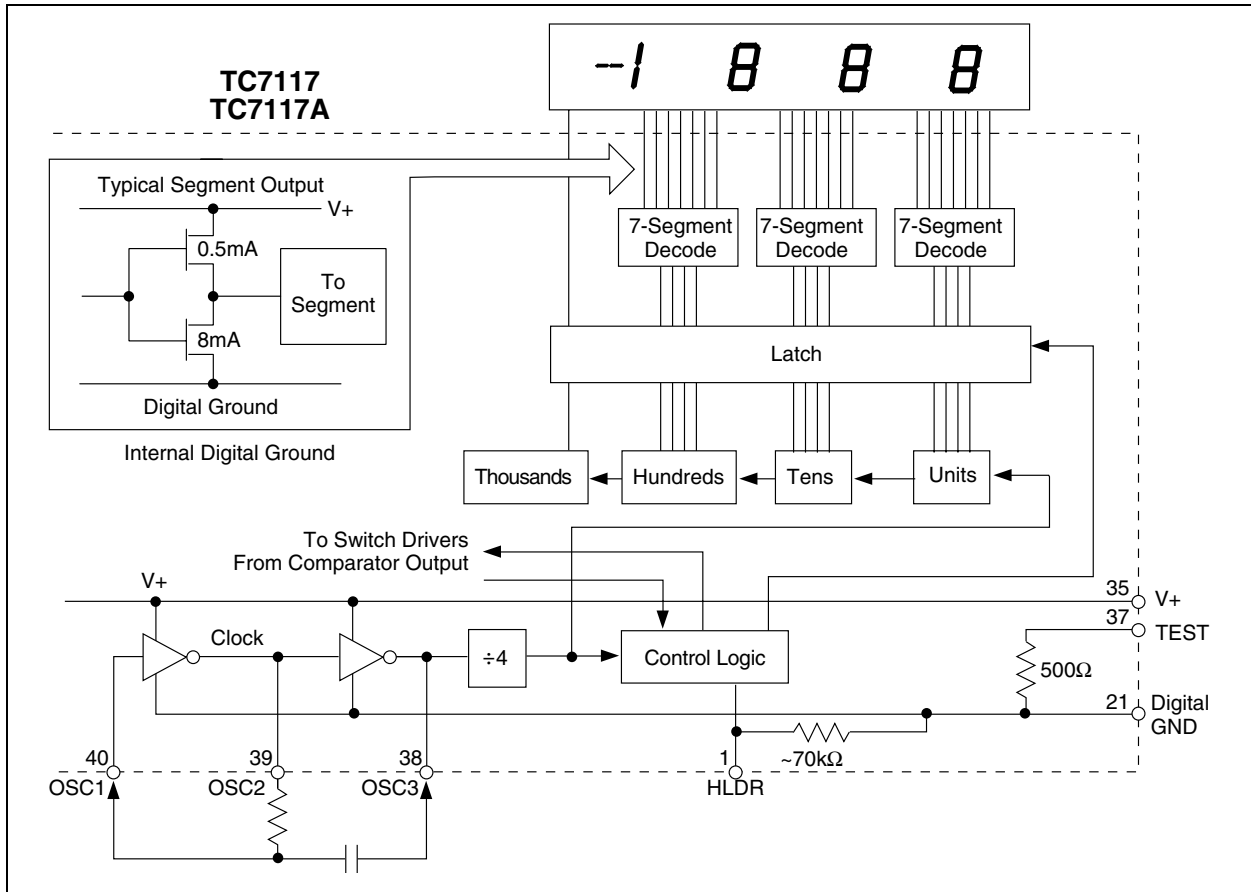 TC7117
TC7117A
-1 8 8 8
Typical Segment Output
V+
0.5mA
To
Segment
8mA
Digital Ground
Internal Digital Ground
7-Segment
Decode
7-Segment
Decode
7-Segment
Decode
Latch
Thousands
Hundreds
Tens
Units
To Switch Drivers
From Comparator Output
V+
Clock
÷4
Control Logic
35
V+
37
TEST
500Ω
21
Digital
GND
~70kΩ
40
OSC1
39
OSC2
38
OSC3
1
HLDR